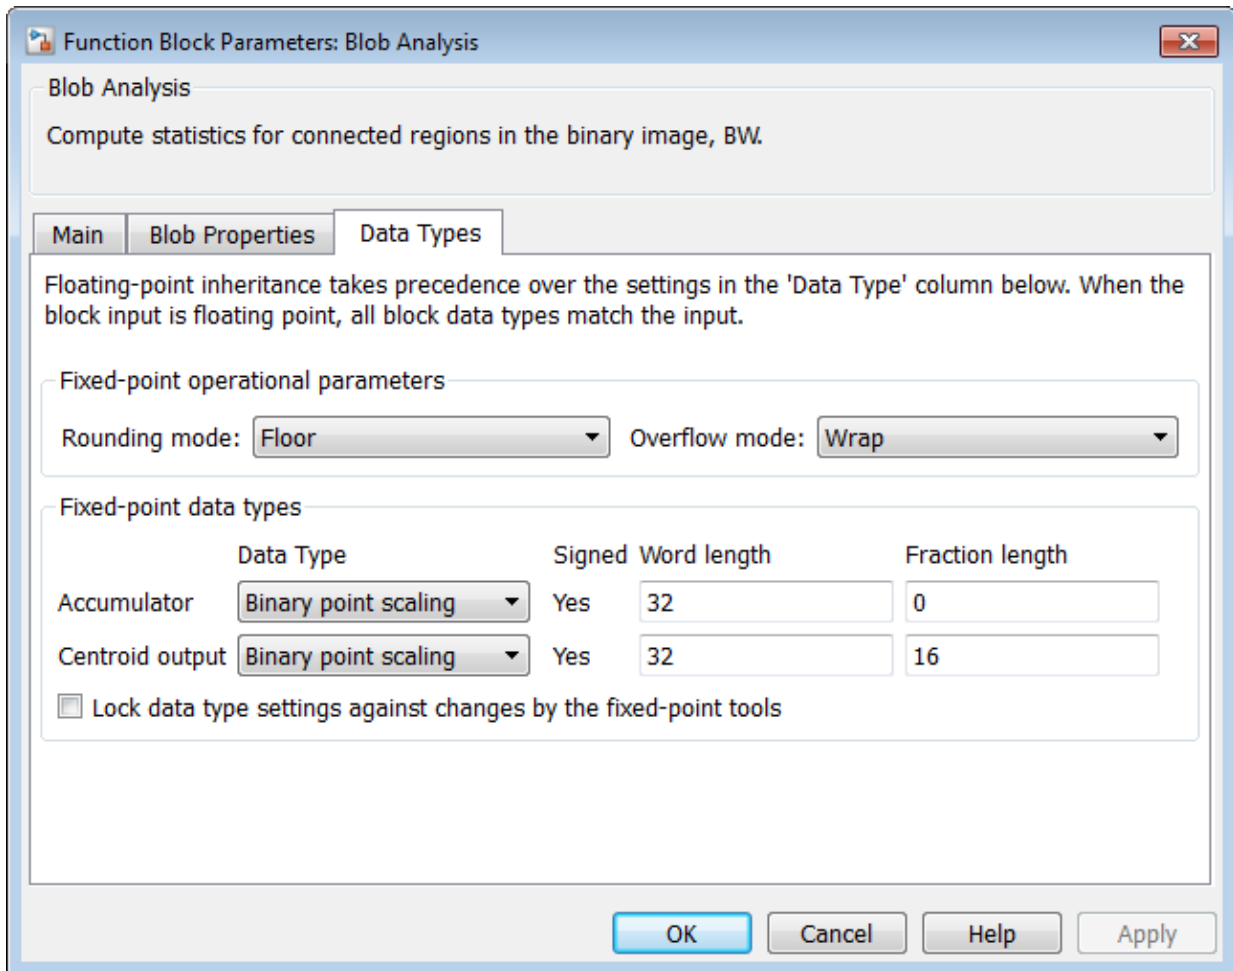 Function Block Parameters: Blob Analysis
Blob Analysis
Compute statistics for connected regions in the binary image, BW.
Main Blob Properties Data Types
Floating-point inheritance takes precedence over the settings in the 'Data Type' column below. When the
block input is floating point, all block data types match the input.
Fixed-point operational parameters
Rounding mode: Floor Overflow mode: Wrap
Fixed-point data types
Data Type Signed Word length Fraction length
Accumulator Binary point scaling Yes 32 0
Centroid output Binary point scaling Yes 32 16
Lock data type settings against changes by the fixed-point tools
OK Cancel Help Apply